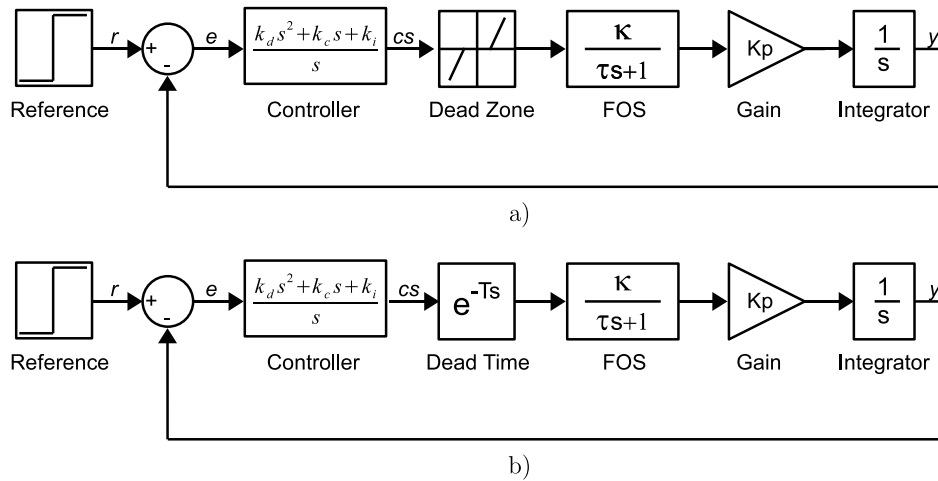 r
+
-
e
k_d s^2 + k_c s + k_i
s
cs
κ
τs+1
Kp
1
s
y
Reference
Controller
Dead Zone
FOS
Gain
Integrator
a)
r
+
-
e
k_d s^2 + k_c s + k_i
s
cs
e^-Ts
κ
τs+1
Kp
1
s
y
Reference
Controller
Dead Time
FOS
Gain
Integrator
b)